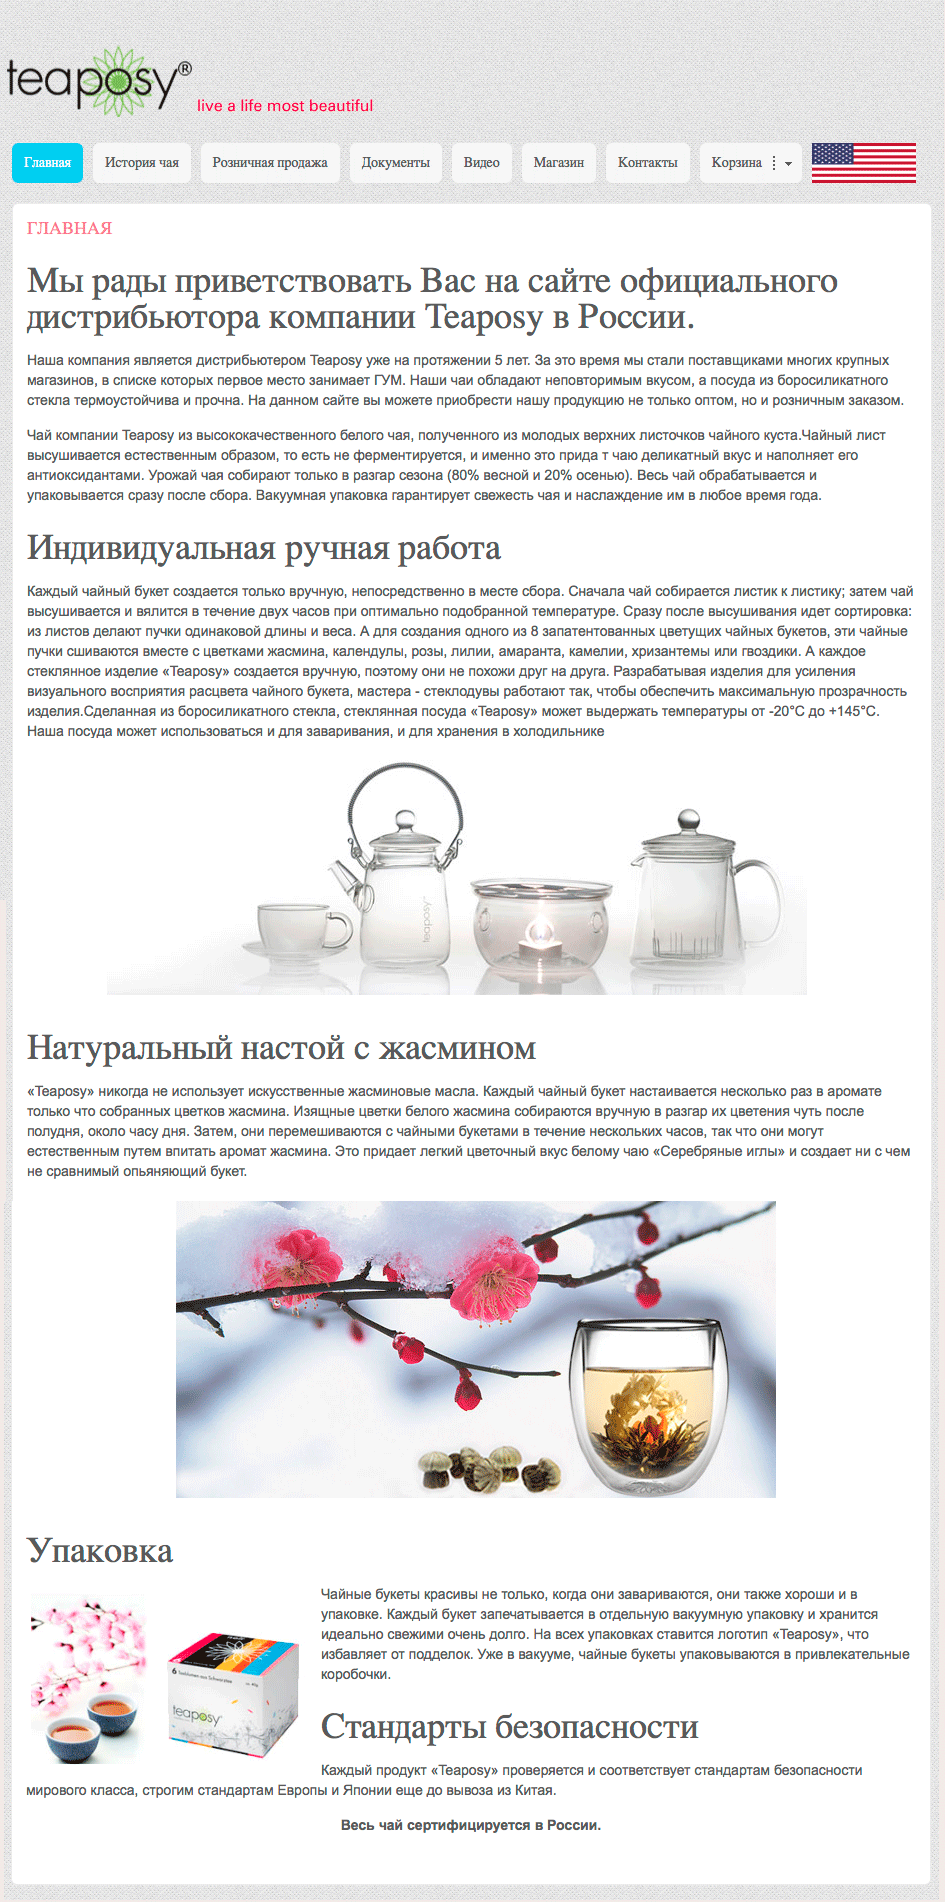 teaposy®
live a life most beautiful
Главная
История чая
Розничная продажа
Документы
Видео
Магазин
Контакты
Корзина
ГЛАВНАЯ
Мы рады приветствовать Вас на сайте официального
дистрибьютора компании Teaposy в России.
Наша компания является дистрибьютером Teaposy уже на протяжении 5 лет. За это время мы стали поставщиками многих крупных
магазинов, в списке которых первое место занимает ГУМ. Наши чаи обладают неповторимым вкусом, а посуда из боросиликатного
стекла термоустойчива и прочна. На данном сайте вы можете приобрести нашу продукцию не только оптом, но и розничным заказом.
Чай компании Teaposy из высококачественного белого чая, полученного из молодых верхних листочков чайного куста.Чайный лист
высушивается естественным образом, то есть не ферментируется, и именно это прида т чаю деликатный вкус и наполняет его
антиоксидантами. Урожай чая собирают только в разгар сезона (80% весной и 20% осенью). Весь чай обрабатывается и
упаковывается сразу после сбора. Вакуумная упаковка гарантирует свежесть чая и наслаждение им в любое время года.
Индивидуальная ручная работа
Каждый чайный букет создается только вручную, непосредственно в месте сбора. Сначала чай собирается листик к листику; затем чай
высушивается и вялится в течение двух часов при оптимально подобранной температуре. Сразу после высушивания идет сортировка:
из листов делают пучки одинаковой длины и веса. А для создания одного из 8 запатентованных цветущих чайных букетов, эти чайные
пучки сшиваются вместе с цветками жасмина, календулы, розы, лилии, амаранта, камелии, хризантемы или гвоздики. А каждое
стеклянное изделие «Teaposy» создается вручную, поэтому они не похожи друг на друга. Разрабатывая изделия для усиления
визуального восприятия расцвета чайного букета, мастера - стеклодувы работают так, чтобы обеспечить максимальную прозрачность
изделия.Сделанная из боросиликатного стекла, стеклянная посуда «Teaposy» может выдержать температуры от -20°С до +145°С.
Наша посуда может использоваться и для заваривания, и для хранения в холодильнике
teaposy
Натуральный настой с жасмином
«Teaposy» никогда не использует искусственные жасминовые масла. Каждый чайный букет настаивается несколько раз в аромате
только что собранных цветков жасмина. Изящные цветки белого жасмина собираются вручную в разгар их цветения чуть после
полудня, около часу дня. Затем, они перемешиваются с чайными букетами в течение нескольких часов, так что они могут
естественным путем впитать аромат жасмина. Это придает легкий цветочный вкус белому чаю «Серебряные иглы» и создает ни с чем
не сравнимый опьяняющий букет.
Упаковка
Чайные букеты красивы не только, когда они завариваются, они также хороши и в
упаковке. Каждый букет запечатывается в отдельную вакуумную упаковку и хранится
идеально свежими очень долго. На всех упаковках ставится логотип «Teaposy», что
избавляет от подделок. Уже в вакууме, чайные букеты упаковываются в привлекательные
коробочки.
teaposy
Стандарты безопасности
Каждый продукт «Teaposy» проверяется и соответствует стандартам безопасности
мирового класса, строгим стандартам Европы и Японии еще до вывоза из Китая.
Весь чай сертифицируется в России.